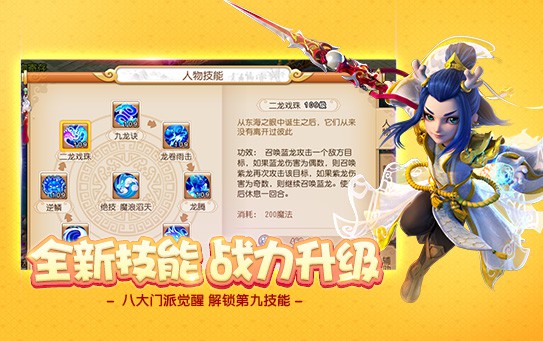 人物技能
二龙戏珠 109级
从东海之眼中诞生之后，它们从来
没有离开过彼此
功效：召唤蓝龙攻击一个敌方目
标，如果蓝龙伤害为偶数，则召唤
紫龙再次攻击该目标，如果紫龙伤
害为奇数，则继续召唤蓝龙。使
后休息一回合。
消耗：200魔法
九龙诀
二龙戏珠
龙卷雨击
逆鳞
绝技：魔浪滔天
龙腾
全新技能 战力升级
- 八大门派觉醒 解锁第九技能 -